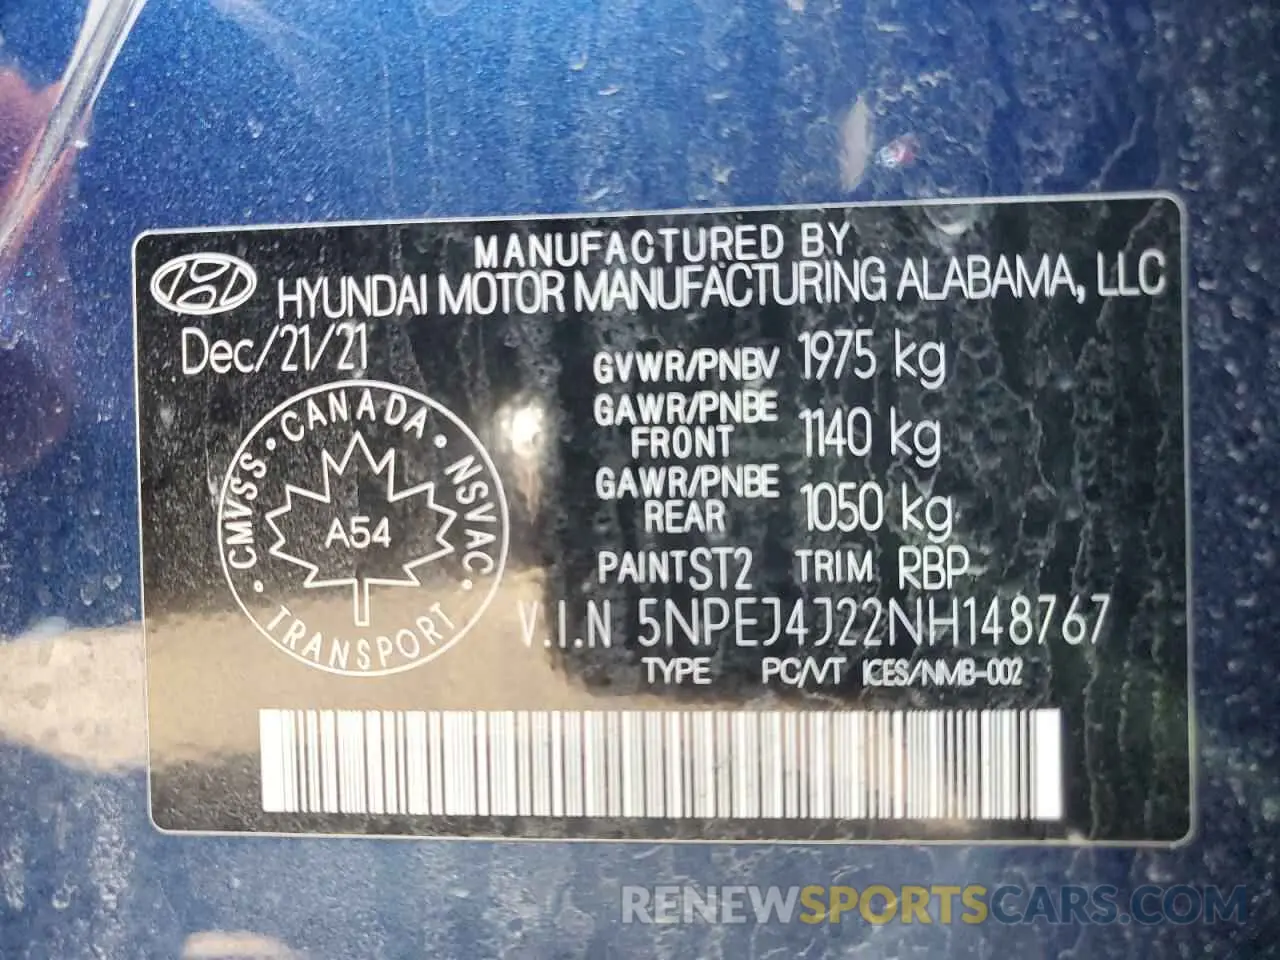 MANUFACTURED BY
HYUNDAI MOTOR MANUFACTURING ALABAMA, LLC
Dec/21/21
GVWR/PNBV 1975 kg
GAWR/PNBE FRONT 1140 kg
GAWR/PNBE REAR 1050 kg
PAINT ST2 TRIM RBP
V.I.N 5NPEJ4J22NH148767
TYPE PC/VT ICES/NMB-002
CMVSS • CANADA • NSVAC • TRANSPORT •
A54
RENEWSPORTSCARS.COM